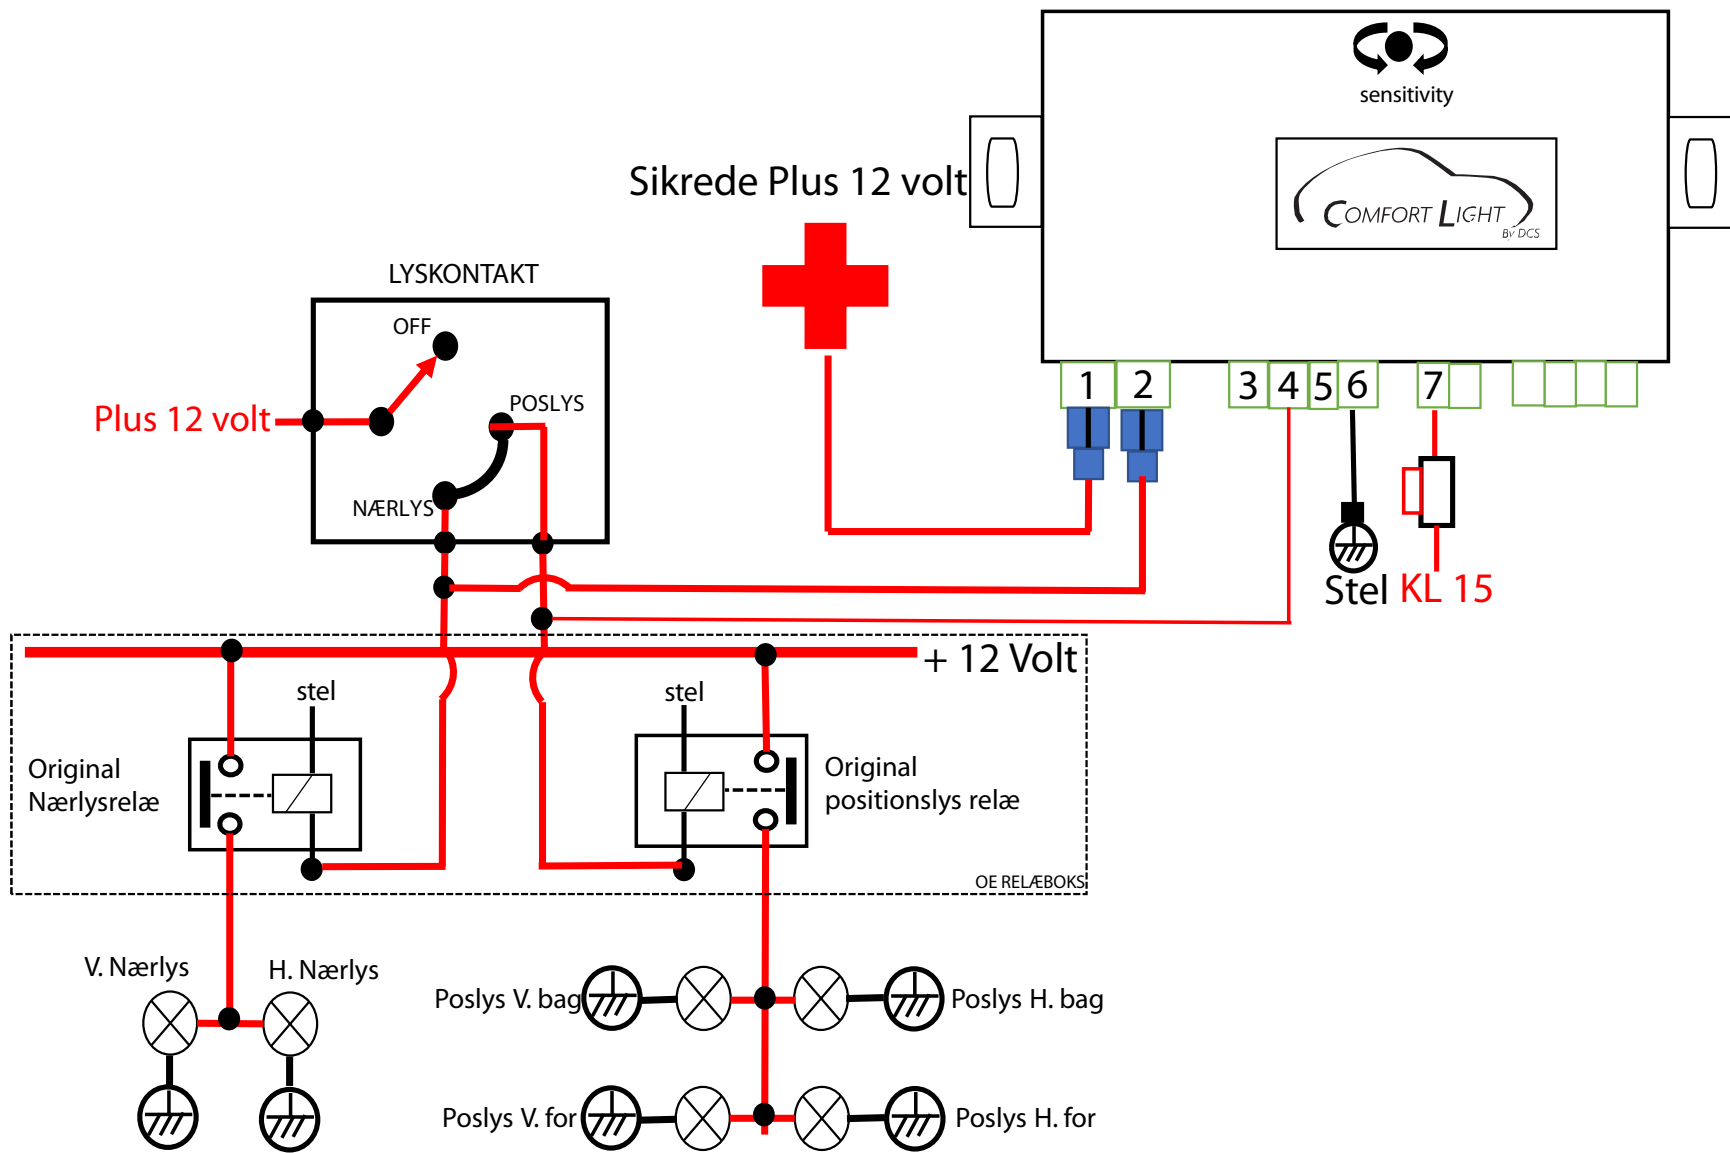 sensitivity
COMFORT LIGHT
By DCS
Sikrede Plus 12 volt
LYSKONTAKT
OFF
POSLYS
NÆRLYS
Plus 12 volt
1 2 3 4 5 6 7
Stel KL 15
+ 12 Volt
stel
stel
Original
Nærlysrelæ
Original
positionslys relæ
OE RELÆBOKS
V. Nærlys
H. Nærlys
Poslys V. bag
Poslys H. bag
Poslys V. for
Poslys H. for